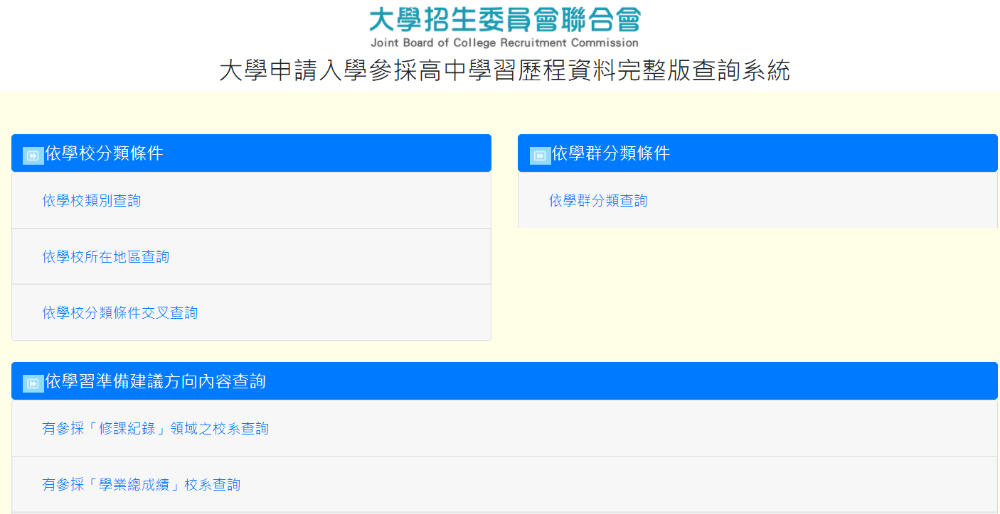 大學招生委員會聯合會
Joint Board of College Recruitment Commission
大學申請入學參採高中學習歷程資料完整版查詢系統
依學校分類條件
依學校類別查詢
依學校所在地區查詢
依學校分類條件交叉查詢
依學群分類條件
依學群分類查詢
依學習準備建議方向內容查詢
有參採「修課紀錄」領域之校系查詢
有參採「學業總成績」校系查詢